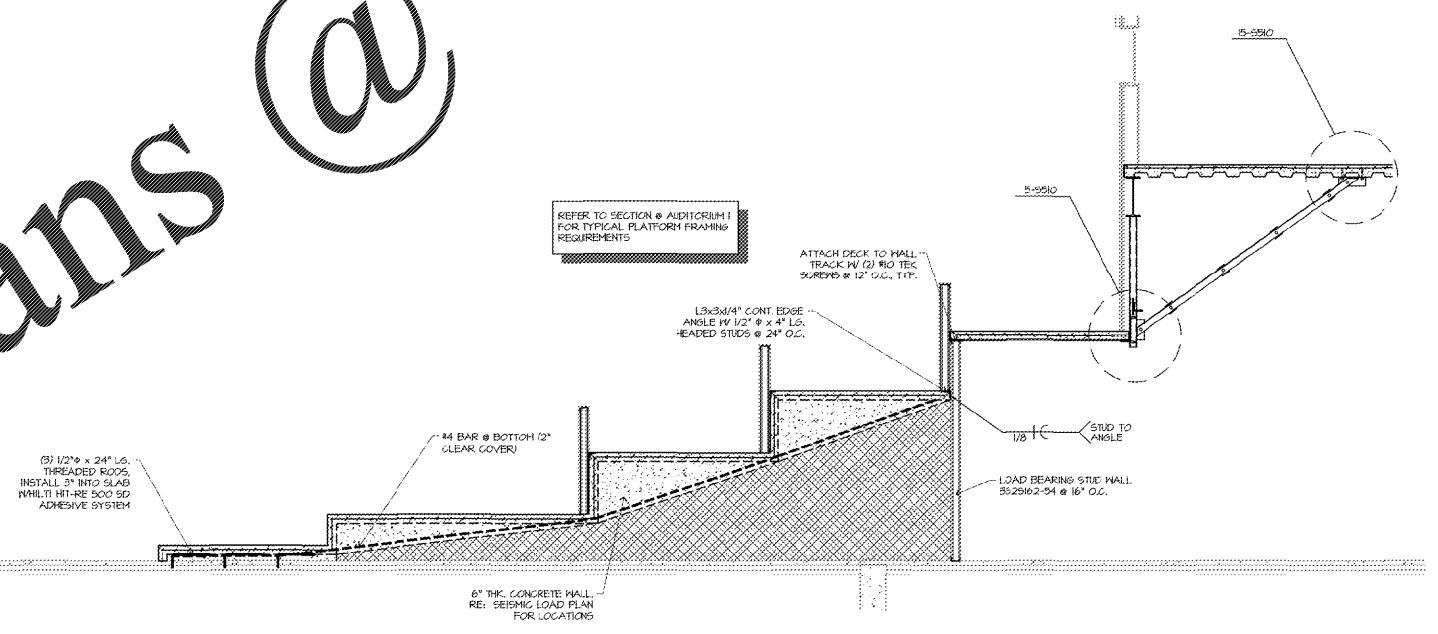 ans @
15-S510
5-S510
REFER TO SECTION @ AUDITORIUM 1
FOR TYPICAL PLATFORM FRAMING
REQUIREMENTS
ATTACH DECK TO WALL
TRACK W/ (2) #10 TEK
SCREWS @ 12" O.C., TYP.
L3x3x1/4" CONT. EDGE
ANGLE W/ 1/2" Φ x 4" LG.
HEADED STUDS @ 24" O.C.
#4 BAR @ BOTTOM (2"
CLEAR COVER)
(3) 1/2"Φ x 24" LG.
THREADED RODS,
INSTALL 3" INTO SLAB
W/HILTI HIT-RE 500 SD
ADHESIVE SYSTEM
1/8
STUD TO
ANGLE
LOAD BEARING STUD WALL
362S162-54 @ 16" O.C.
6" THK. CONCRETE WALL,
RE: SEISMIC LOAD PLAN
FOR LOCATIONS